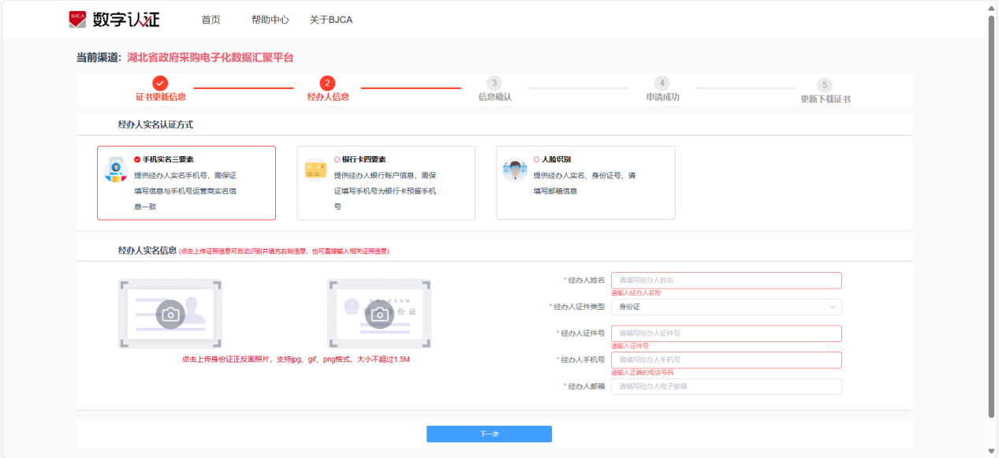 BJCA 数字认证 首页 帮助中心 关于BJCA
当前渠道：湖北省政府采购电子化数据汇聚平台
2 3 4 5
证书更新信息 经办人信息 信息确认 申请成功 更新下载证书
经办人实名认证方式
手机实名三要素
提供经办人实名手机号，需保证
填写信息与手机号运营商实名信
息一致
银行卡四要素
提供经办人银行账户信息，需保
证填写手机号为银行卡预留手机
号
人脸识别
提供经办人实名、身份证号、请
填写邮箱信息
经办人实名信息 (点击上传证照信息可自动识别并填充右侧信息，也可直接输入相关证照信息)
点击上传身份证正反面照片，支持jpg、gif、png格式，大小不超过1.5M
* 经办人姓名 请填写经办人姓名
请输入经办人名称
* 经办人证件类型 身份证
* 经办人证件号 请填写经办人证件号
请输入证件号
* 经办人手机号 请填写经办人手机号
请输入正确的电话号码
* 经办人邮箱 请填写经办人电子邮箱
下一步